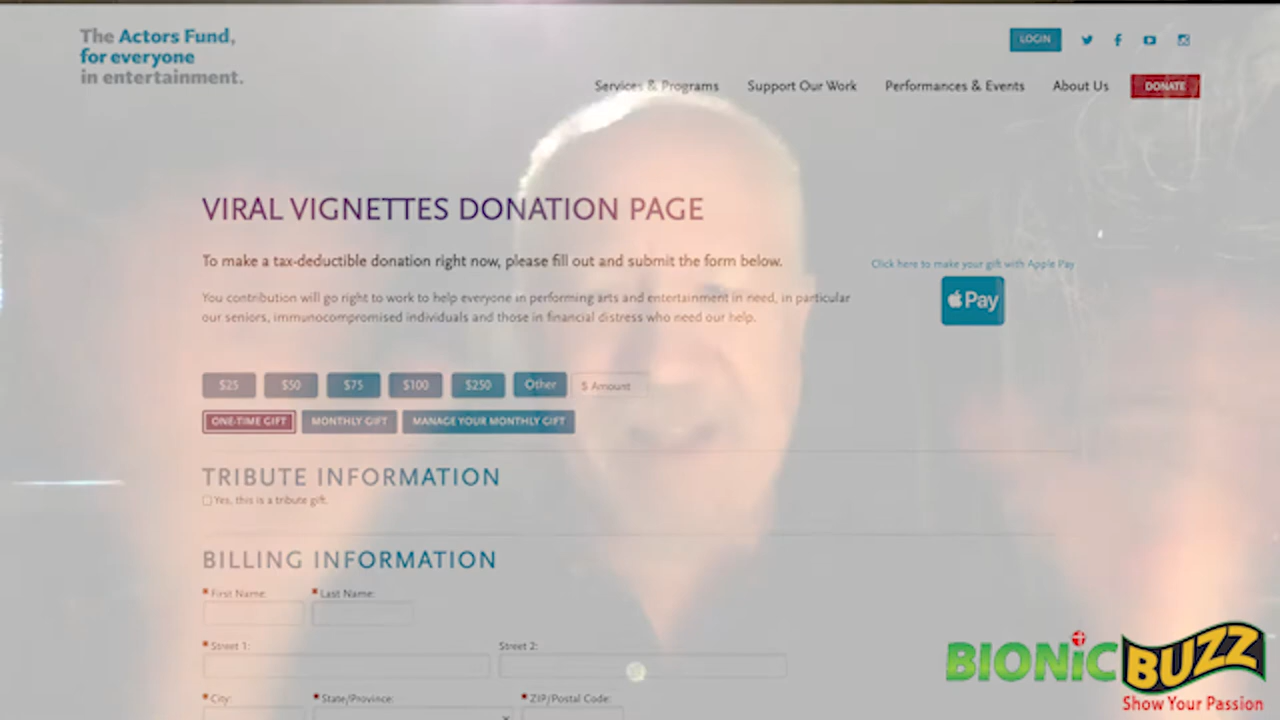 The Actors Fund,
for everyone
in entertainment.
LOGIN
Services & Programs
Support Our Work
Performances & Events
About Us
DONATE
VIRAL VIGNETTES DONATION PAGE
To make a tax-deductible donation right now, please fill out and submit the form below.
Click here to make your gift with Apple Pay
Pay
You contribution will go right to work to help everyone in performing arts and entertainment in need, in particular
our seniors, immunocompromised individuals and those in financial distress who need our help.
$25
$50
$75
$100
$250
Other
$ Amount
ONE-TIME GIFT
MONTHLY GIFT
MANAGE YOUR MONTHLY GIFT
TRIBUTE INFORMATION
Yes, this is a tribute gift.
BILLING INFORMATION
* First Name:
* Last Name:
* Street 1:
Street 2:
* City:
* State/Province:
* ZIP/Postal Code:
BIONiC BUZZ
Show Your Passion